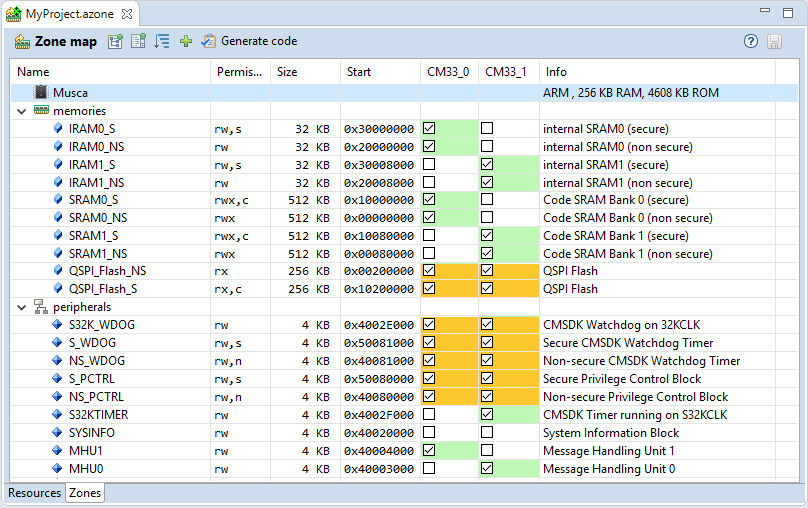 MyProject.azone
Zone map Generate code
Name Permis... Size Start CM33_0 CM33_1 Info
Musca ARM , 256 KB RAM, 4608 KB ROM
memories
IRAM0_S rw,s 32 KB 0x30000000 internal SRAM0 (secure)
IRAM0_NS rw 32 KB 0x20000000 internal SRAM0 (non secure)
IRAM1_S rw,s 32 KB 0x30008000 internal SRAM1 (secure)
IRAM1_NS rw 32 KB 0x20008000 internal SRAM1 (non secure)
SRAM0_S rwx,c 512 KB 0x10000000 Code SRAM Bank 0 (secure)
SRAM0_NS rwx 512 KB 0x00000000 Code SRAM Bank 0 (non secure)
SRAM1_S rwx,c 512 KB 0x10080000 Code SRAM Bank 1 (secure)
SRAM1_NS rwx 512 KB 0x00080000 Code SRAM Bank 1 (non secure)
QSPI_Flash_NS rx 256 KB 0x00200000 QSPI Flash
QSPI_Flash_S rx,c 256 KB 0x10200000 QSPI Flash
peripherals
S32K_WDOG rw 4 KB 0x4002E000 CMSDK Watchdog on 32KCLK
S_WDOG rw,s 4 KB 0x50081000 Secure CMSDK Watchdog Timer
NS_WDOG rw,n 4 KB 0x40081000 Non-secure CMSDK Watchdog Timer
S_PCTRL rw,s 4 KB 0x50080000 Secure Privilege Control Block
NS_PCTRL rw,n 4 KB 0x40080000 Non-secure Privilege Control Block
S32KTIMER rw 4 KB 0x4002F000 CMSDK Timer running on S32KCLK
SYSINFO rw 4 KB 0x40020000 System Information Block
MHU1 rw 4 KB 0x40004000 Message Handling Unit 1
MHU0 rw 4 KB 0x40003000 Message Handling Unit 0
Resources Zones